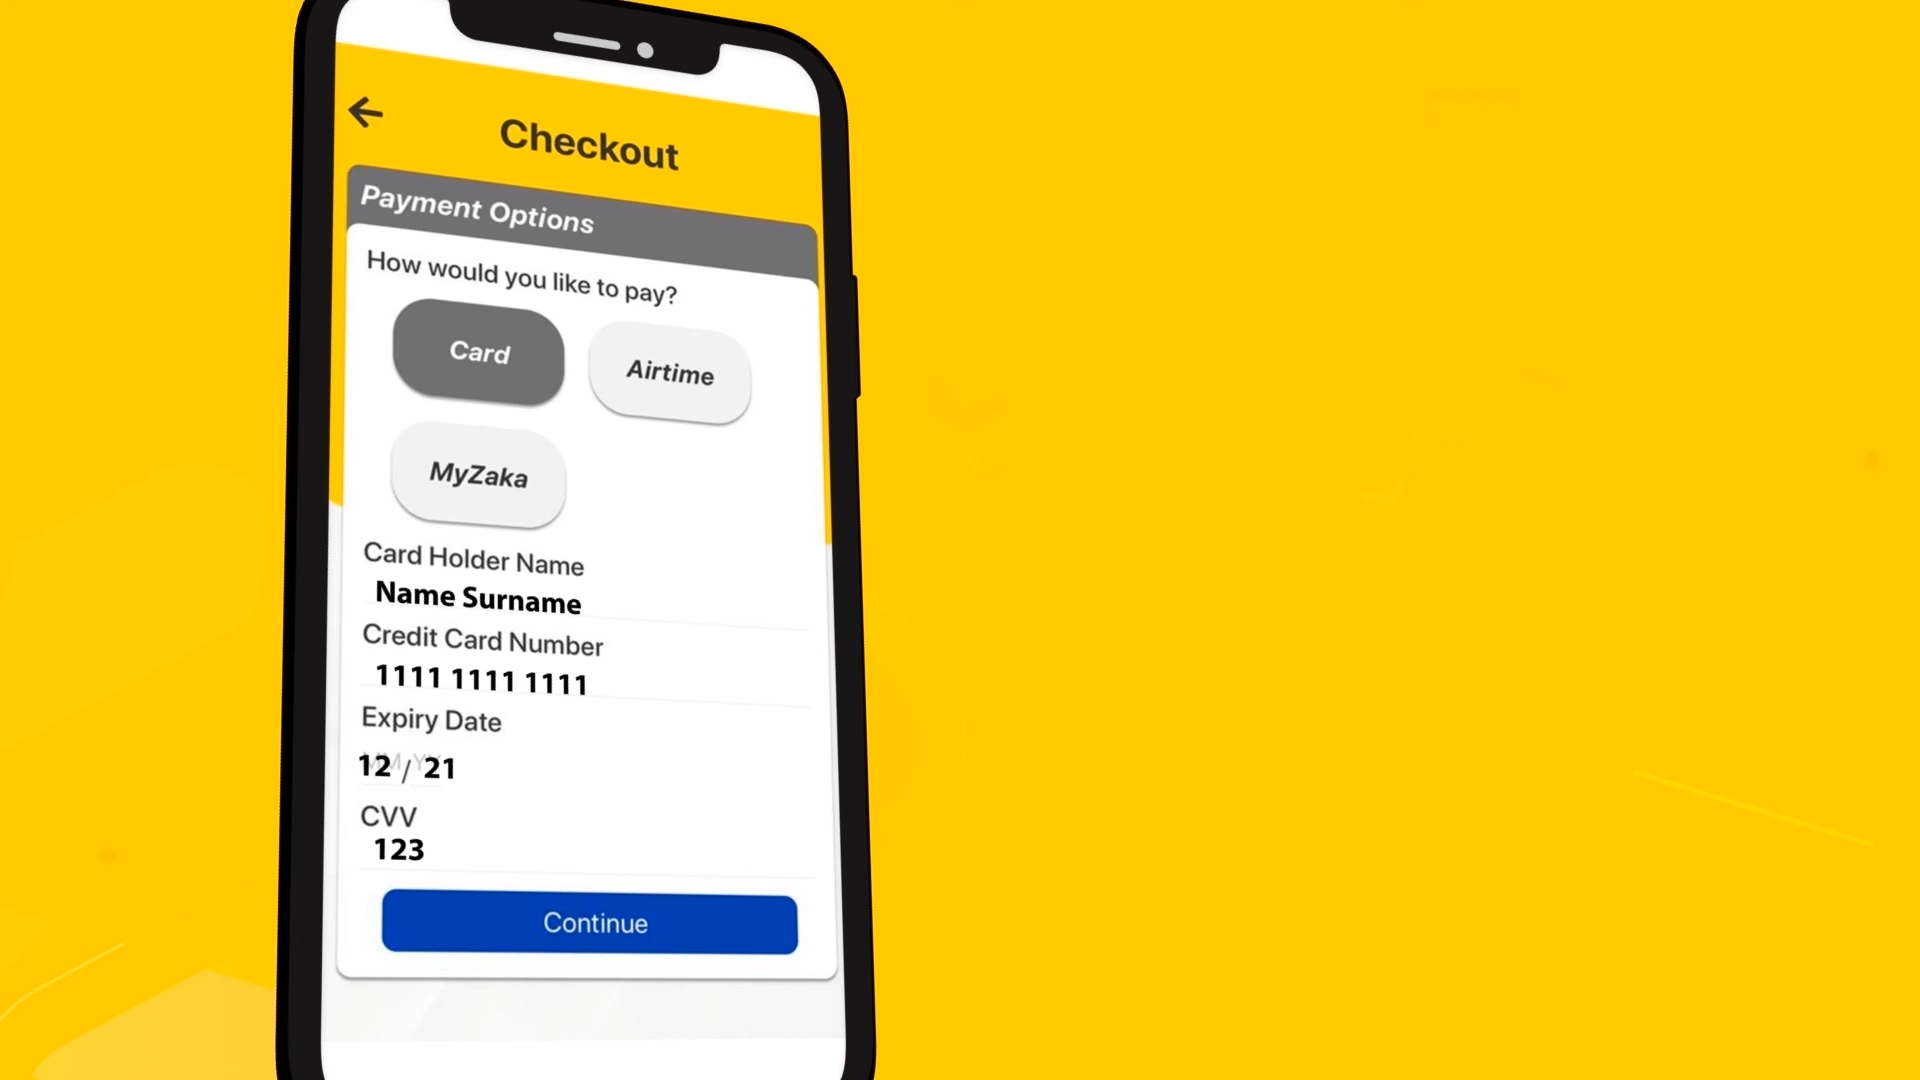 Checkout
Payment Options
How would you like to pay?
Card
Airtime
MyZaka
Card Holder Name
Name Surname
Credit Card Number
1111 1111 1111
Expiry Date
12 / 21
CVV
123
Continue